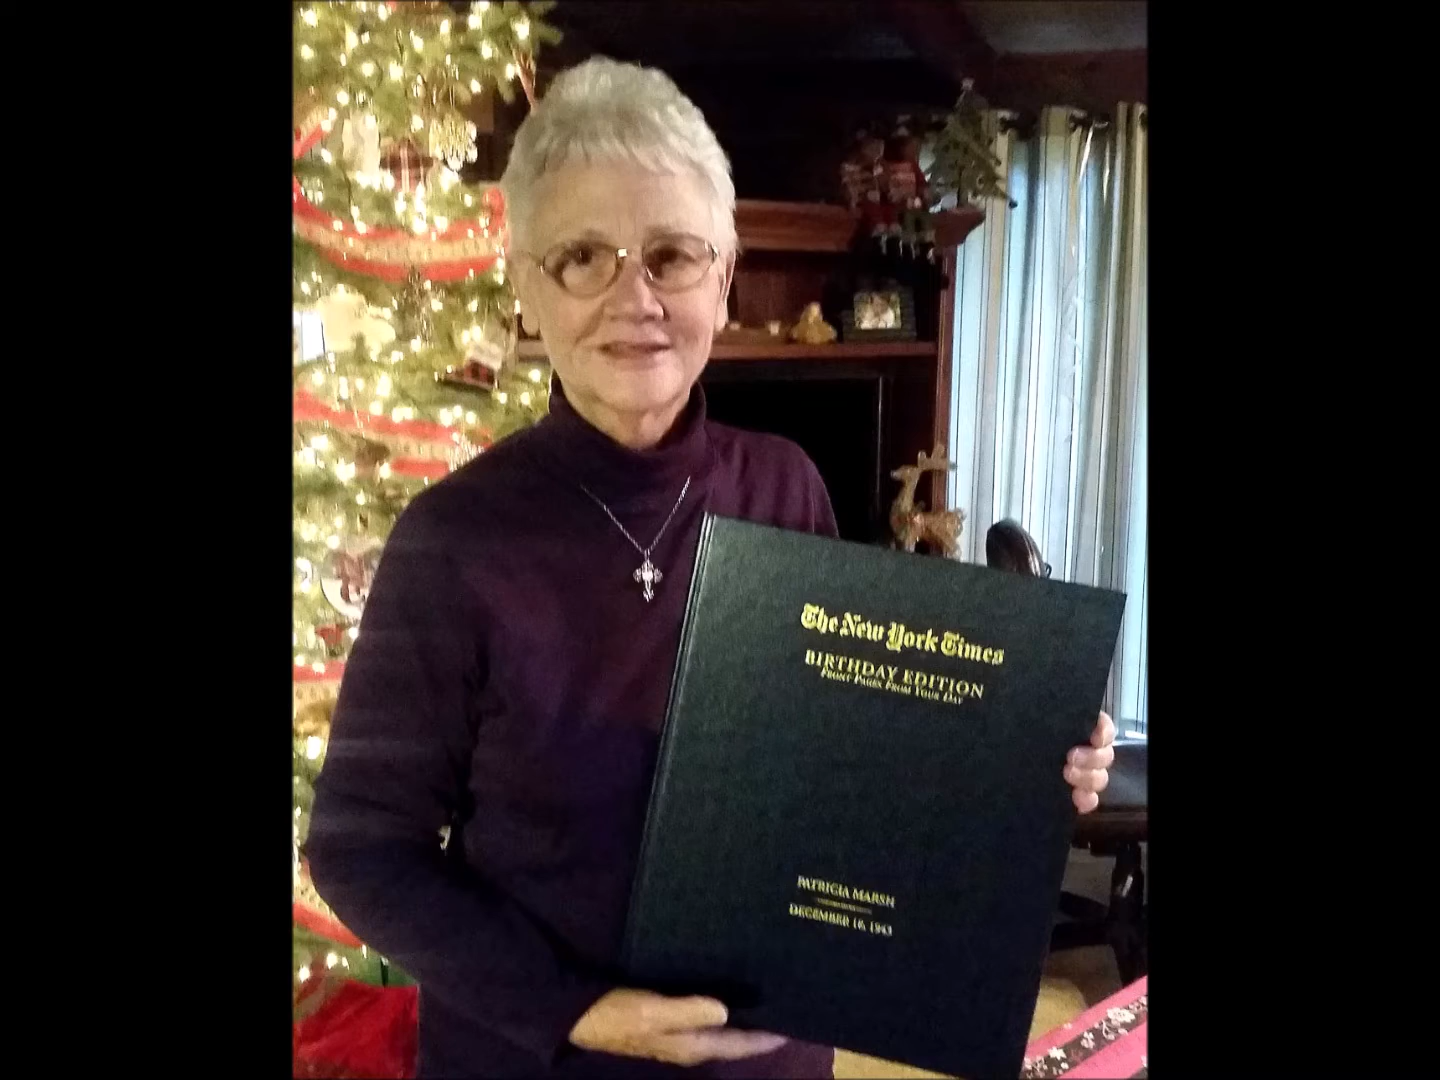 The New York Times
BIRTHDAY EDITION
FRONT PAGES FROM YOUR DAY
PATRICIA MARSH
DECEMBER 16, 1943